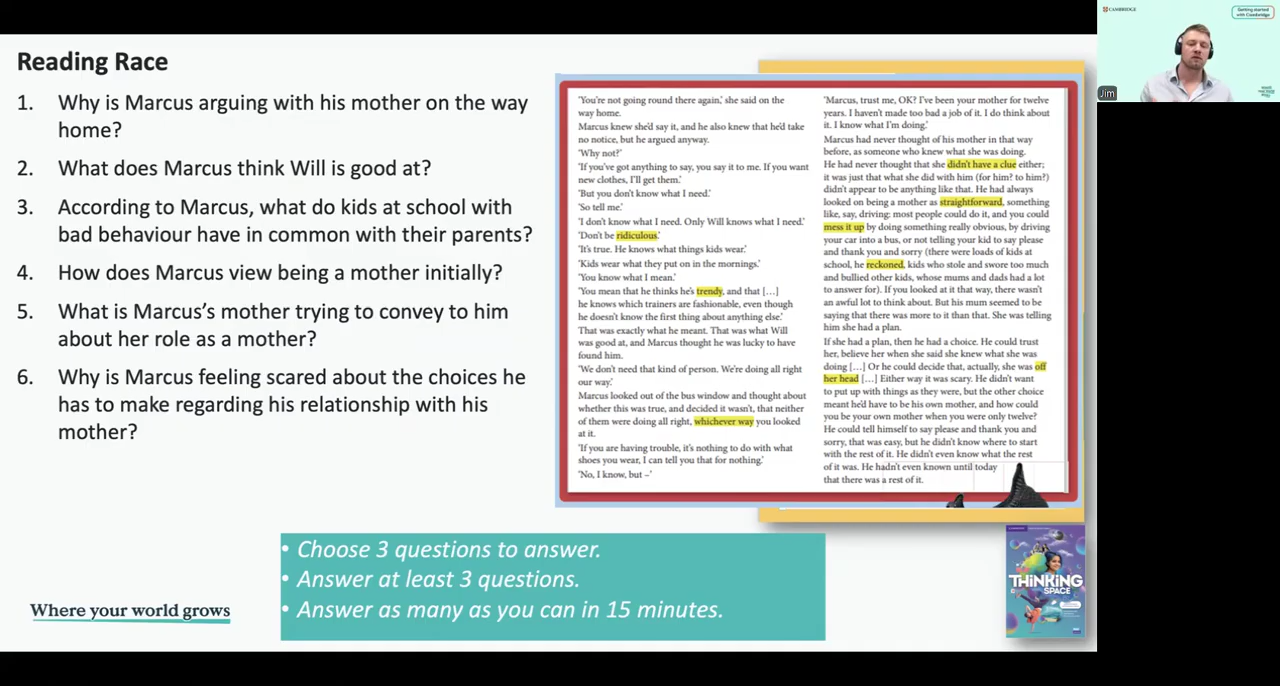 Reading Race
1. Why is Marcus arguing with his mother on the way
home?
2. What does Marcus think Will is good at?
3. According to Marcus, what do kids at school with
bad behaviour have in common with their parents?
4. How does Marcus view being a mother initially?
5. What is Marcus's mother trying to convey to him
about her role as a mother?
6. Why is Marcus feeling scared about the choices he
has to make regarding his relationship with his
mother?
'You're not going round there again,' she said on the
way home.
Marcus knew she'd say it, and he also knew that he'd take
no notice, but he argued anyway.
'Why not?'
'If you've got anything to say, you say it to me. If you want
new clothes, I'll get them.'
'But you don't know what I need.'
'So tell me.'
'I don't know what I need. Only Will knows what I need.'
'Don't be ridiculous.'
'It's true. He knows what things kids wear.'
'Kids wear what they put on in the mornings.'
'You know what I mean.'
'You mean that he thinks he's trendy, and that [...]
he knows which trainers are fashionable, even though
he doesn't know the first thing about anything else.'
That was exactly what he meant. That was what Will
was good at, and Marcus thought he was lucky to have
found him.
'We don't need that kind of person. We're doing all right
our way.'
Marcus looked out of the bus window and thought about
whether this was true, and decided it wasn't, that neither
of them were doing all right, whichever way you looked
at it.
'If you are having trouble, it's nothing to do with what
shoes you wear, I can tell you that for nothing.'
'No, I know, but –'
'Marcus, trust me, OK? I've been your mother for twelve
years. I haven't made too bad a job of it. I do think about
it. I know what I'm doing.'
Marcus had never thought of his mother in that way
before, as someone who knew what she was doing.
He had never thought that she didn't have a clue either;
it was just that what she did with him (for him? to him?)
didn't appear to be anything like that. He had always
looked on being a mother as straightforward, something
like, say, driving: most people could do it, and you could
mess it up by doing something really obvious, by driving
your car into a bus, or not telling your kid to say please
and thank you and sorry (there were loads of kids at
school, he reckoned, kids who stole and swore too much
and bullied other kids, whose mums and dads had a lot
to answer for). If you looked at it that way, there wasn't
an awful lot to think about. But his mum seemed to be
saying that there was more to it than that. She was telling
him she had a plan.
If she had a plan, then he had a choice. He could trust
her, believe her when she said she knew what she was
doing [...] Or he could decide that, actually, she was off
her head [...] Either way it was scary. He didn't want
to put up with things as they were, but the other choice
meant he'd have to be his own mother, and how could
you be your own mother when you were only twelve?
He could tell himself to say please and thank you and
sorry, that was easy, but he didn't know where to start
with the rest of it. He didn't even know what the rest
of it was. He hadn't even known until today
that there was a rest of it.
• Choose 3 questions to answer.
• Answer at least 3 questions.
• Answer as many as you can in 15 minutes.
Where your world grows
THiNKiNG
SPACE
CAMBRIDGE
Getting started
with Cambridge
Jim